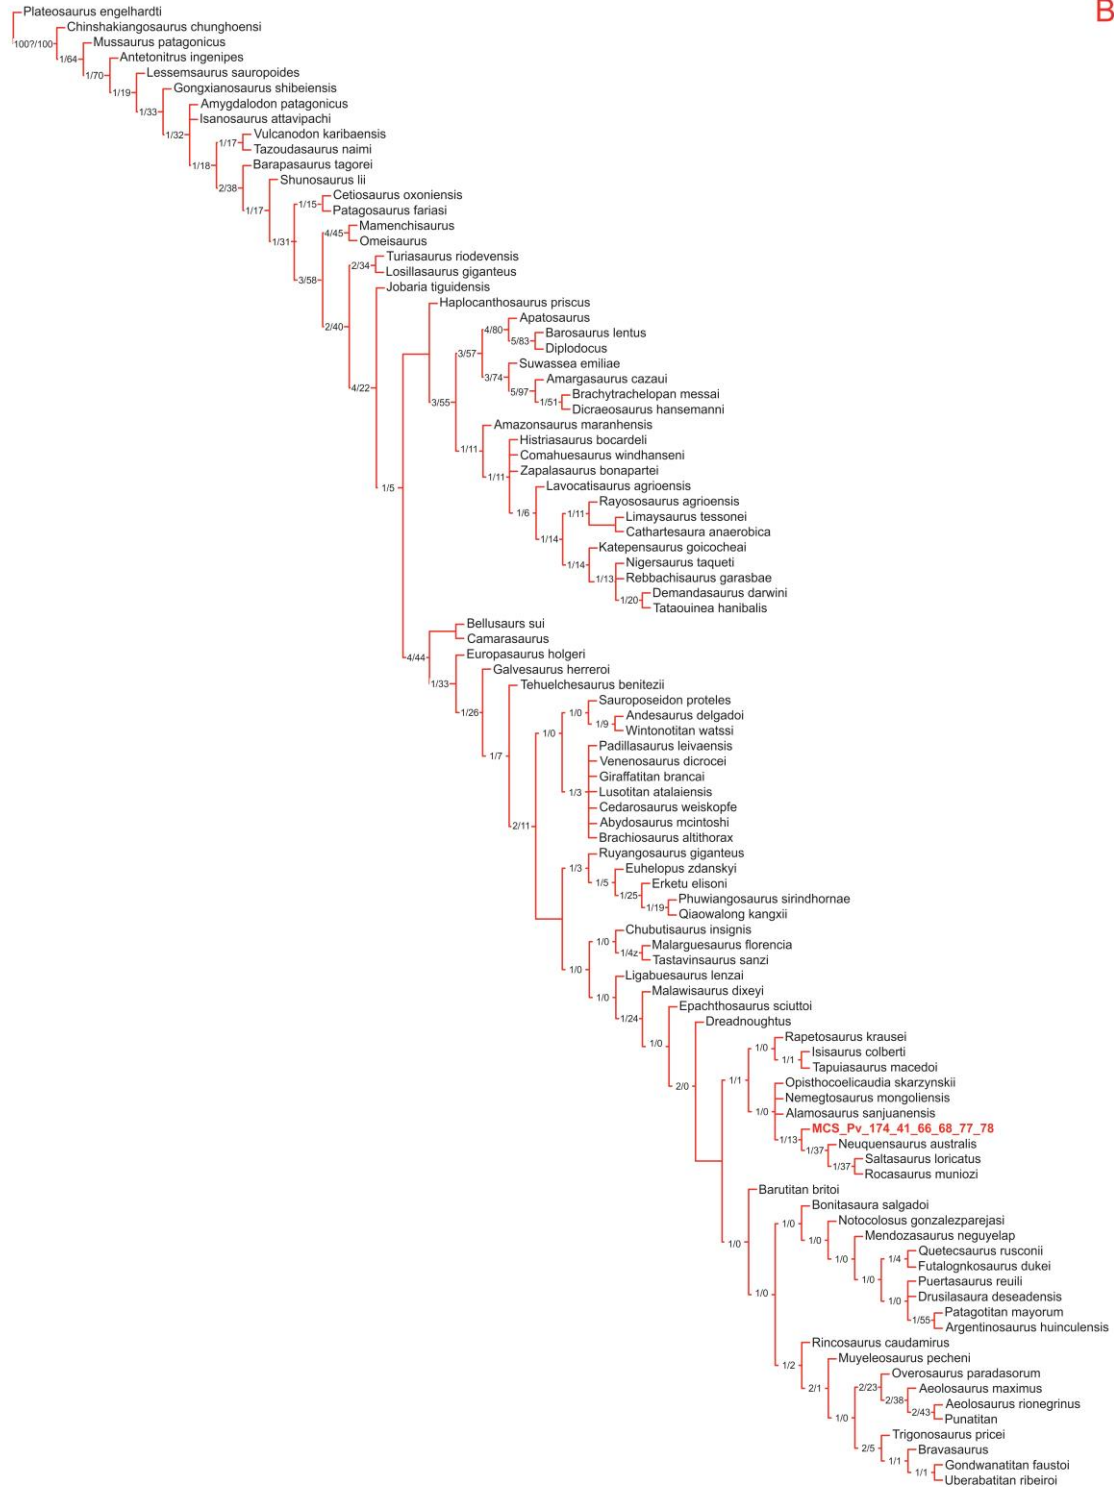 B
Plateosaurus engelhardti
Chinshakiangosaurus chunghoensi
100?/100
Mussaurus patagonicus
1/64
Antetonitrus ingenipes
1/70
Lessemsaurus sauropoides
1/19
Gongxianosaurus shibeiensis
1/33
Amygdalodon patagonicus
Isanosaurus attavipachi
1/32
Vulcanodon karibaensis
1/17
Tazoudasaurus naimi
1/18
Barapasaurus tagorei
2/38
Shunosaurus lii
1/17
Cetiosaurus oxoniensis
1/15
Patagosaurus fariasi
1/31
Mamenchisaurus
4/45
Omeisaurus
3/58
Turiasaurus riodevensis
2/34
Losillasaurus giganteus
2/40
Jobaria tiguidensis
4/22
Haplocanthosaurus priscus
Apatosaurus
4/80
Barosaurus lentus
5/83
Diplodocus
3/57
Suwassea emiliae
3/74
Amargasaurus cazaui
5/97
Brachytrachelopan messai
1/51
Dicraeosaurus hansemanni
3/55
Amazonsaurus maranhensis
1/11
Histriasaurus bocardeli
Comahuesaurus windhanseni
Zapalasaurus bonapartei
1/11
Lavocatisaurus agrioensis
1/5
1/6
Rayososaurus agrioensis
1/11
Limaysaurus tessonei
Cathartesaura anaerobica
1/14
Katepensaurus goicocheai
1/14
Nigersaurus taqueti
Rebbachisaurus garasbae
1/13
Demandasaurus darwini
1/20
Tataouinea hanibalis
Bellusaurs sui
Camarasaurus
4/44
Europasaurus holgeri
1/33
Galvesaurus herreroi
1/26
Tehuelchesaurus benitezii
1/7
Sauroposeidon proteles
1/0
Andesaurus delgadoi
1/9
Wintonotitan watssi
1/0
Padillasaurus leivaensis
Venenosaurus dicrocei
Giraffatitan brancai
1/3
Lusotitan atalaiensis
Cedarosaurus weiskopfe
Abydosaurus mcintoshi
Brachiosaurus altithorax
2/11
Ruyangosaurus giganteus
1/3
Euhelopus zdanskyi
1/5
Erketu elisoni
1/25
Phuwiangosaurus sirindhornae
1/19
Qiaowalong kangxii
Chubutisaurus insignis
1/0
Malarguesaurus florencia
1/4z
Tastavinsaurus sanzi
1/0
Ligabuesaurus lenzai
1/0
Malawisaurus dixeyi
1/24
Epachthosaurus sciuttoi
1/0
Dreadnoughtus
2/0
Rapetosaurus krausei
1/0
Isisaurus colberti
1/1
Tapuiasaurus macedoi
1/1
Opisthocoelicaudia skarzynskii
Nemegtosaurus mongoliensis
1/0
Alamosaurus sanjuanensis
MCS_Pv_174_41_66_68_77_78
1/13
Neuquensaurus australis
1/37
Saltasaurus loricatus
1/37
Rocasaurus muniozi
Barutitan britoi
1/0
Bonitasaura salgadoi
1/0
Notocolosus gonzalezparejasi
1/0
Mendozasaurus neguyelap
1/0
Quetecsaurus rusconii
1/4
Futalognkosaurus dukei
1/0
Puertasaurus reuili
1/0
Drusilasaura deseadensis
Patagotitan mayorum
1/55
Argentinosaurus huinculensis
1/0
Rincosaurus caudamirus
1/2
Muyeleosaurus pecheni
2/1
Overosaurus paradasorum
2/23
Aeolosaurus maximus
2/38
Aeolosaurus rionegrinus
2/43
Punatitan
1/0
Trigonosaurus pricei
2/5
Bravasaurus
1/1
Gondwanatitan faustoi
1/1
Uberabatitan ribeiroi